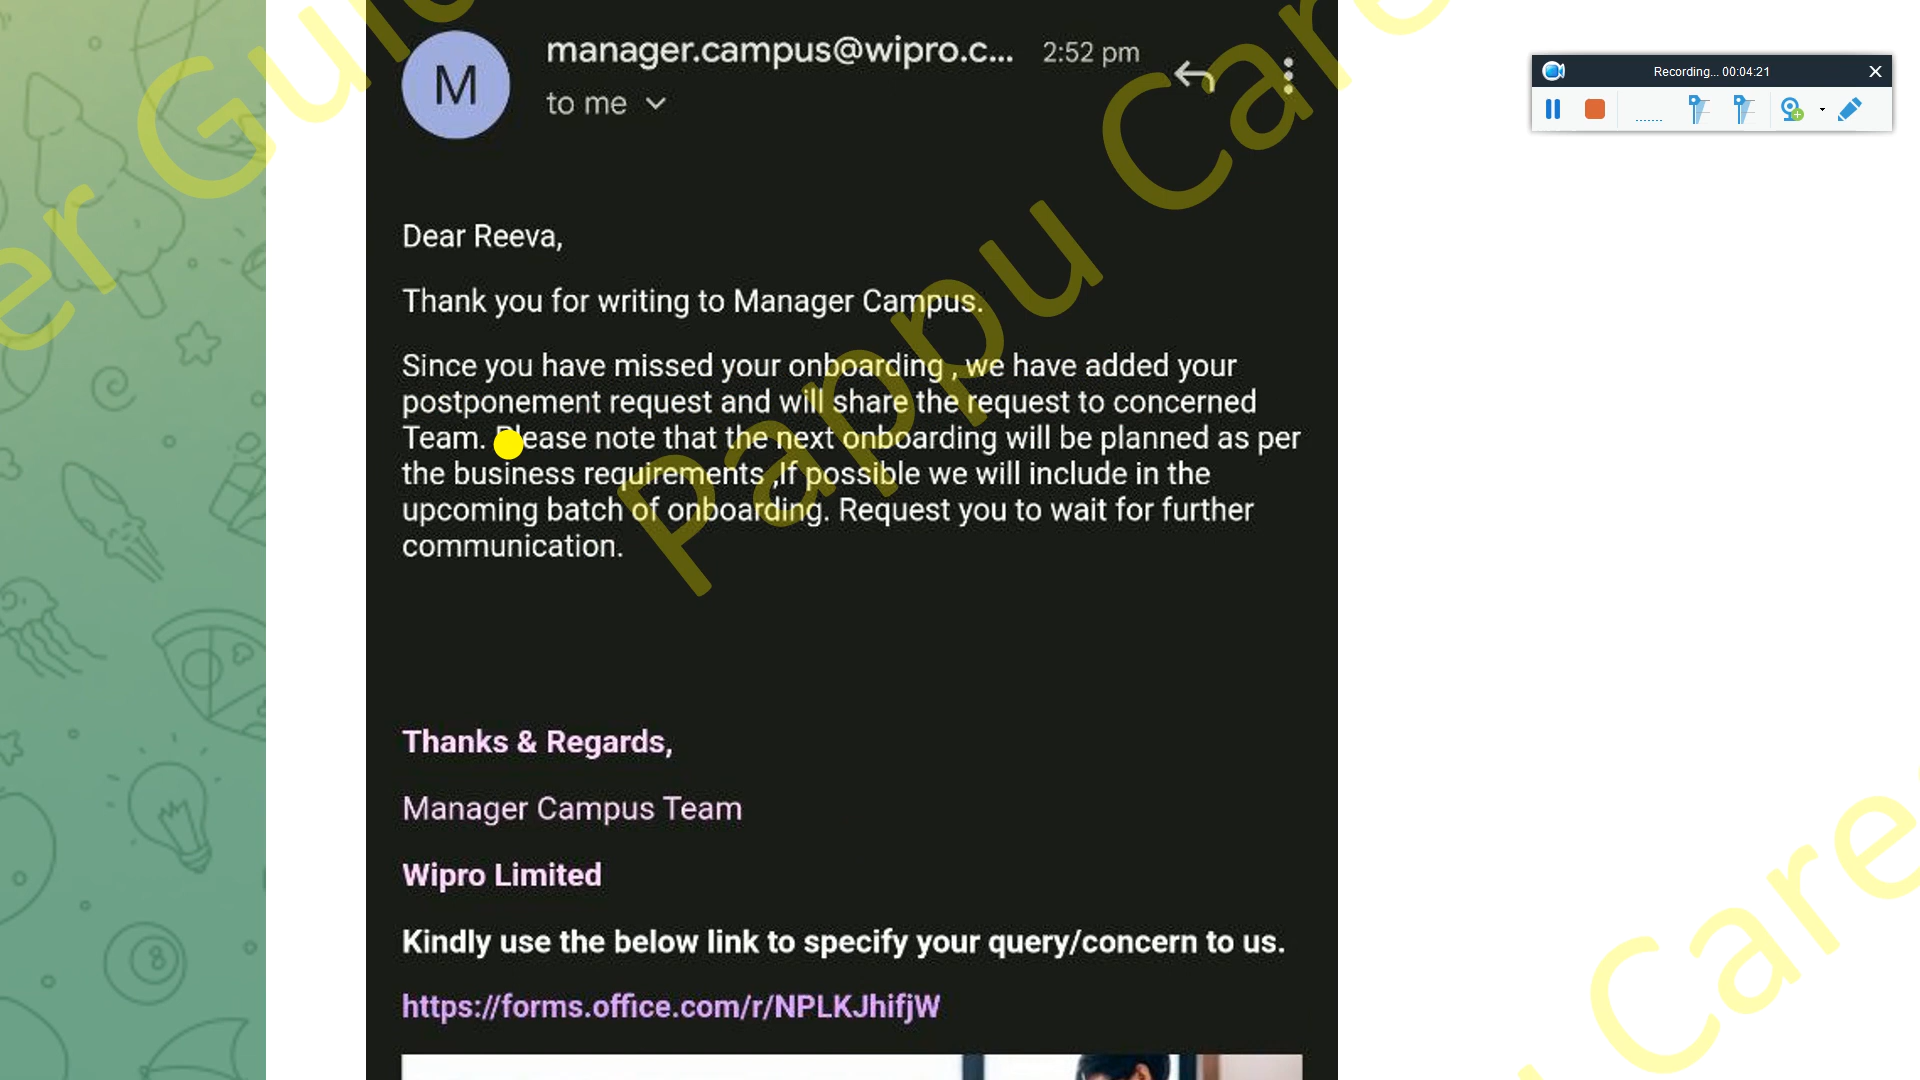 manager.campus@wipro.c... 2:52 pm
M
to me
Recording... 00:04:21
Dear Reeva,
Thank you for writing to Manager Campus.
Since you have missed your onboarding , we have added your
postponement request and will share the request to concerned
Team. Please note that the next onboarding will be planned as per
the business requirements ,If possible we will include in the
upcoming batch of onboarding. Request you to wait for further
communication.
Thanks & Regards,
Manager Campus Team
Wipro Limited
Kindly use the below link to specify your query/concern to us.
https://forms.office.com/r/NPLKJhifjW
Pappu Care
er Gui
Care